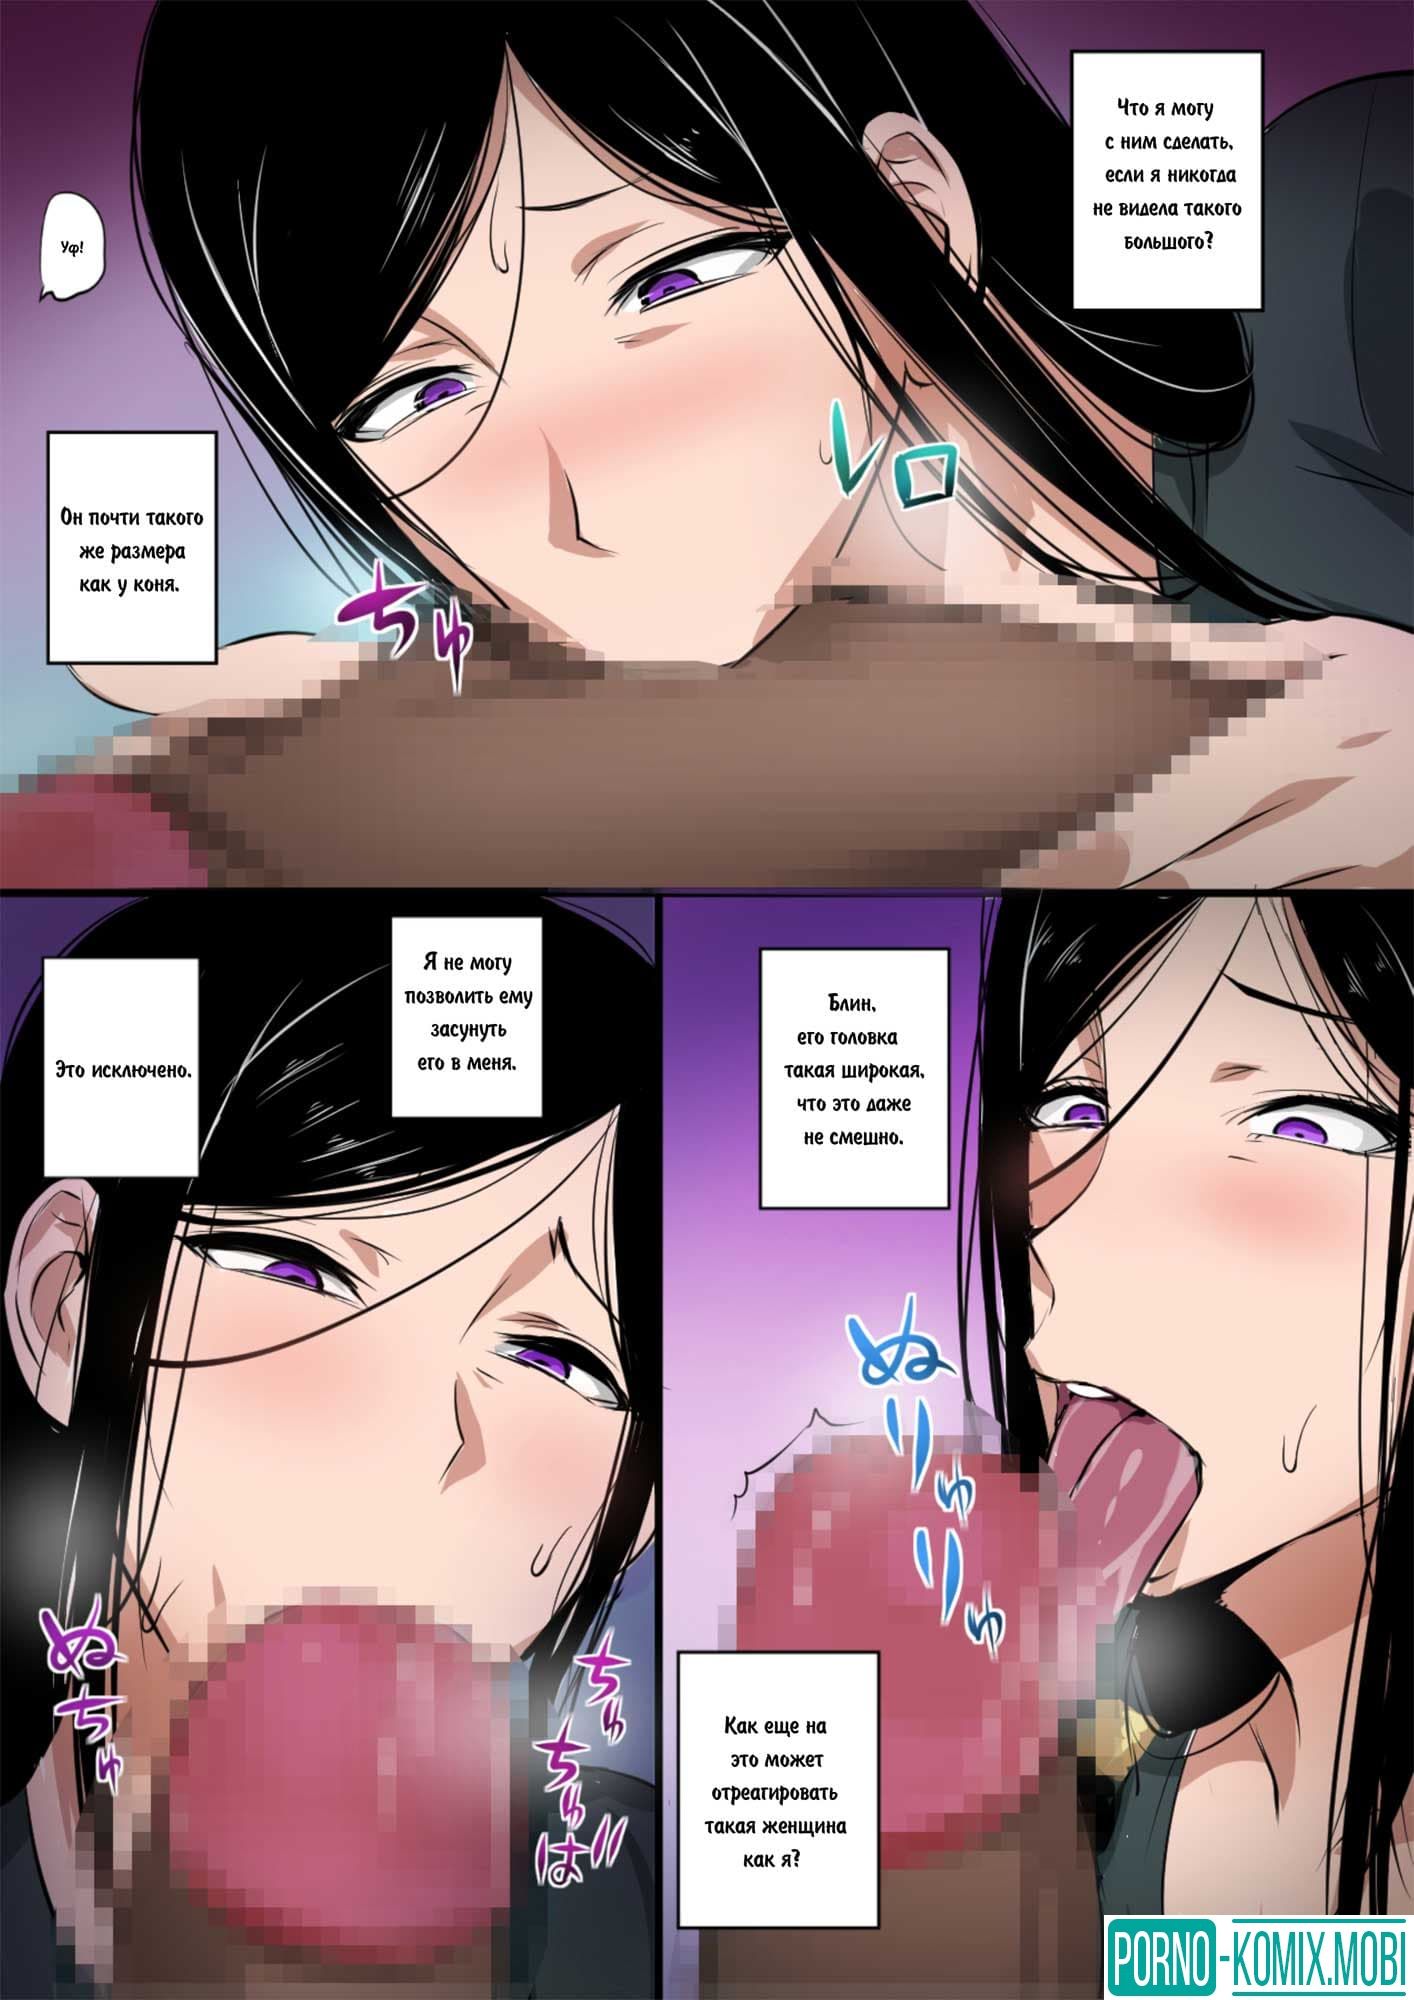 Что я могу
с ним сделать,
если я никогда
не видела такого
большого?
Уф!
Он почти такого
же размера
как у коня.
レロ
ちゅ
Я не могу
позволить ему
засунуть
его в меня.
Это исключено.
Блин,
его головка
такая широкая,
что это даже
не смешно.
ぬりゅりゅ
ぬちゅ
ちゅ
ちゅぱ
Как еще на
это может
отреагировать
такая женщина
как я?
PORNO-KOMIX.MOBI